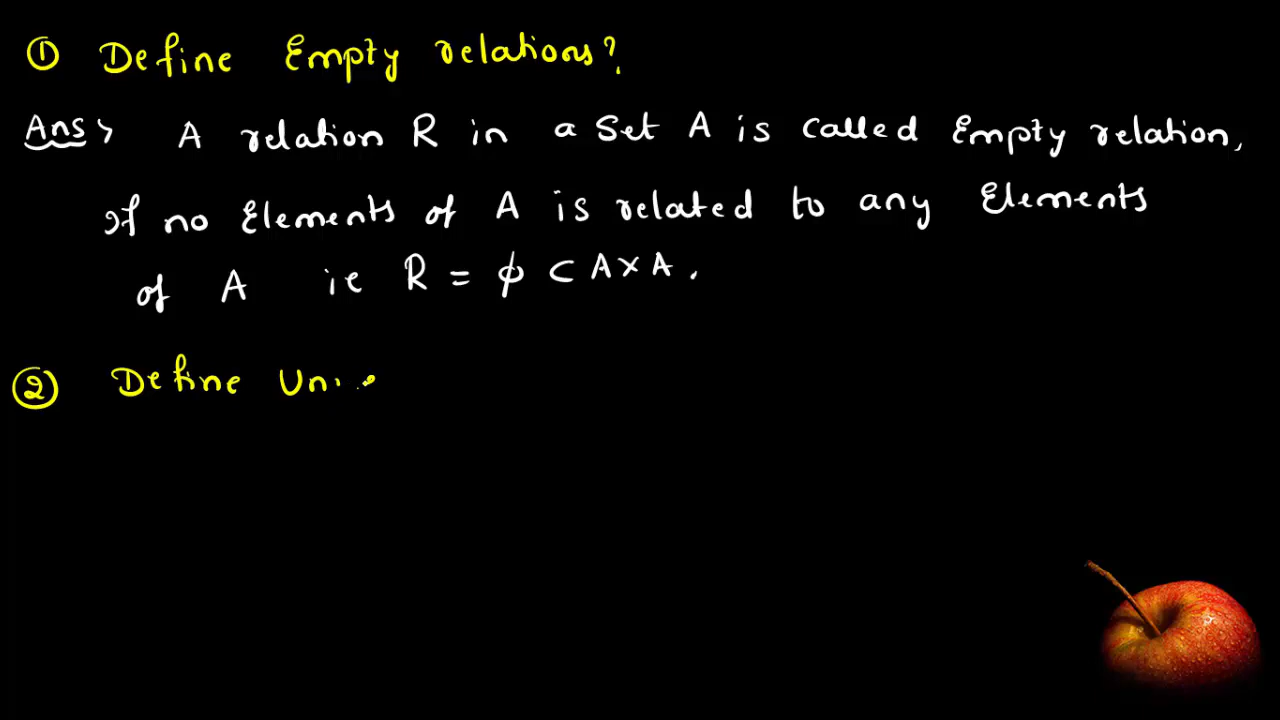 ① Define Empty relations?
Ans> A relation R in a Set A is called Empty relation,
If no Elements of A is related to any Elements
of A ie R = ϕ ⊂ A×A.
② Define Uni